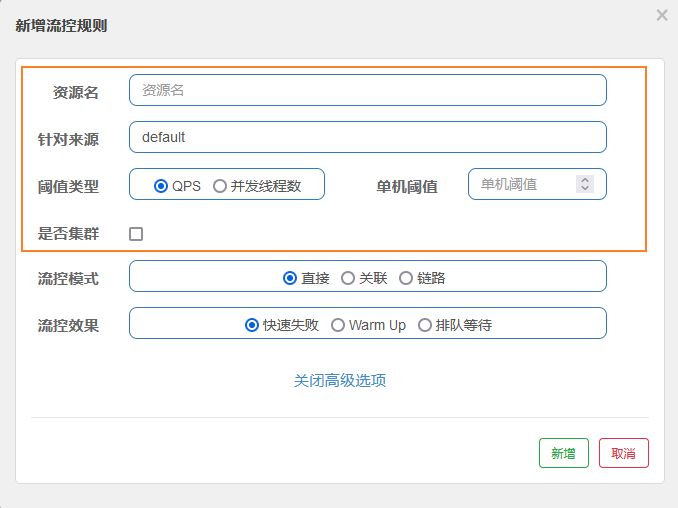 新增流控规则
×
资源名 资源名
针对来源 default
阈值类型 QPS 并发线程数 单机阈值 单机阈值
是否集群
流控模式 直接 关联 链路
流控效果 快速失败 Warm Up 排队等待
关闭高级选项
新增 取消